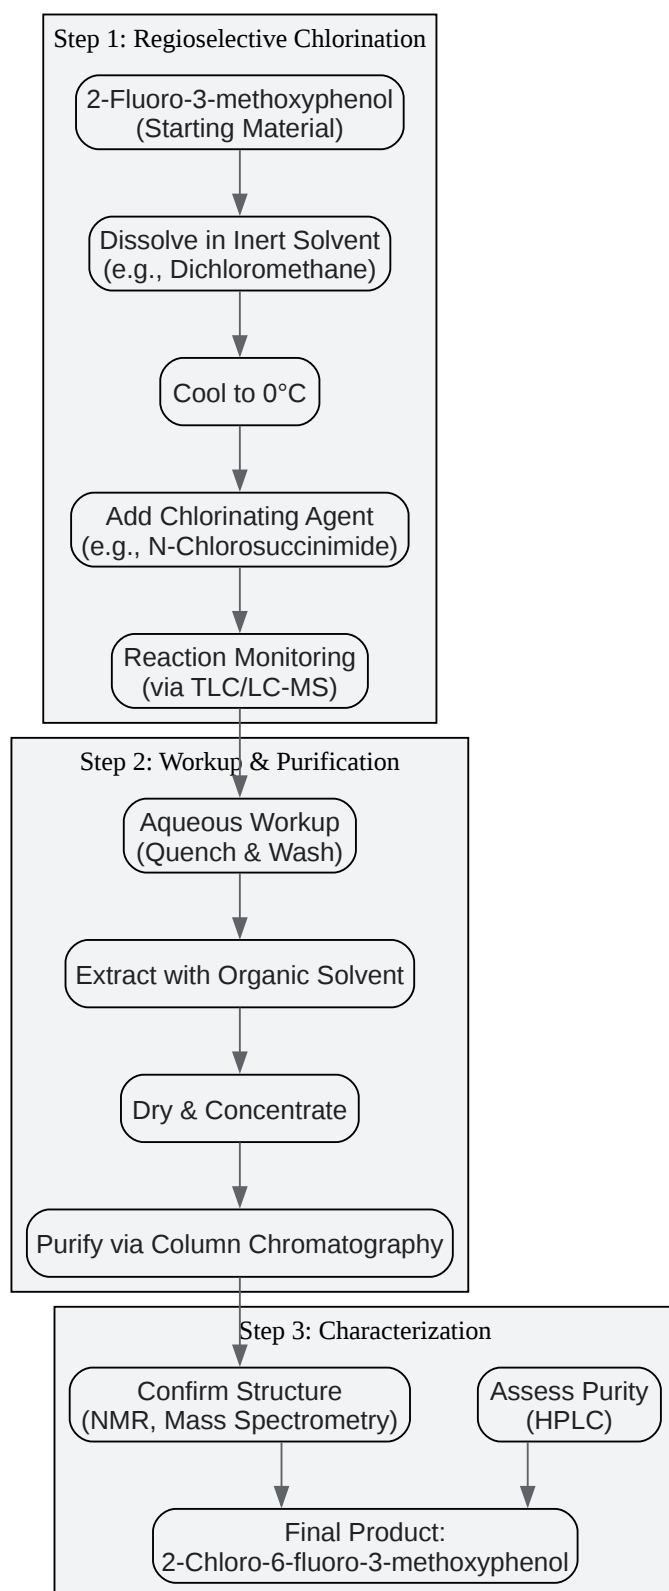 Step 1: Regioselective Chlorination
2-Fluoro-3-methoxyphenol
(Starting Material)
Dissolve in Inert Solvent
(e.g., Dichloromethane)
Cool to 0°C
Add Chlorinating Agent
(e.g., N-Chlorosuccinimide)
Reaction Monitoring
(via TLC/LC-MS)
Step 2: Workup & Purification
Aqueous Workup
(Quench & Wash)
Extract with Organic Solvent
Dry & Concentrate
Purify via Column Chromatography
Step 3: Characterization
Confirm Structure
(NMR, Mass Spectrometry)
Assess Purity
(HPLC)
Final Product:
2-Chloro-6-fluoro-3-methoxyphenol